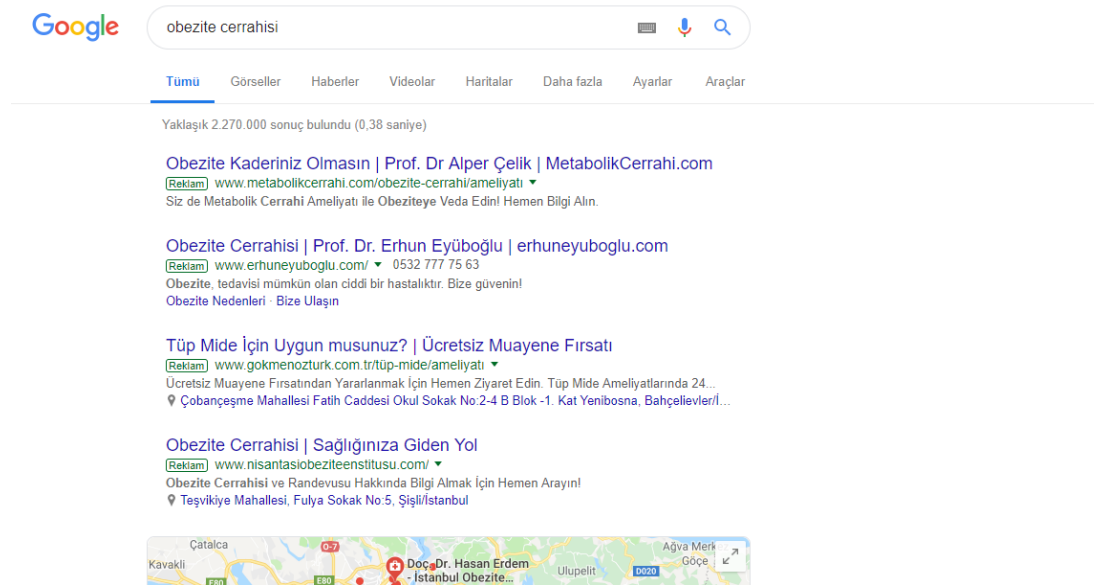 Google
obezite cerrahisi
Tümü Görseller Haberler Videolar Haritalar Daha fazla Ayarlar Araçlar
Yaklaşık 2.270.000 sonuç bulundu (0,38 saniye)
Obezite Kaderiniz Olmasın | Prof. Dr Alper Çelik | MetabolikCerrahi.com
Reklam www.metabolikcerrahi.com/obezite-cerrahi/ameliyatı
Siz de Metabolik Cerrahi Ameliyatı ile Obeziteye Veda Edin! Hemen Bilgi Alın.
Obezite Cerrahisi | Prof. Dr. Erhun Eyüboğlu | erhuneyuboglu.com
Reklam www.erhuneyuboglu.com/ 0532 777 75 63
Obezite, tedavisi mümkün olan ciddi bir hastalıktır. Bize güvenin!
Obezite Nedenleri · Bize Ulaşın
Tüp Mide İçin Uygun musunuz? | Ücretsiz Muayene Fırsatı
Reklam www.gokmenozturk.com.tr/tüp-mide/ameliyatı
Ücretsiz Muayene Fırsatından Yararlanmak İçin Hemen Ziyaret Edin. Tüp Mide Ameliyatlarında 24...
Çobançeşme Mahallesi Fatih Caddesi Okul Sokak No:2-4 B Blok -1. Kat Yenibosna, Bahçelievler/İ...
Obezite Cerrahisi | Sağlığınıza Giden Yol
Reklam www.nisantasiobeziteenstitusu.com/
Obezite Cerrahisi ve Randevusu Hakkında Bilgi Almak İçin Hemen Arayın!
Teşvikiye Mahallesi, Fulya Sokak No:5, Şişli/İstanbul
Çatalca O-7 Ağva Merk
Kavakli Doç. Dr. Hasan Erdem Göçe
- İstanbul Obezite... Ulupelit D020
E80 E80